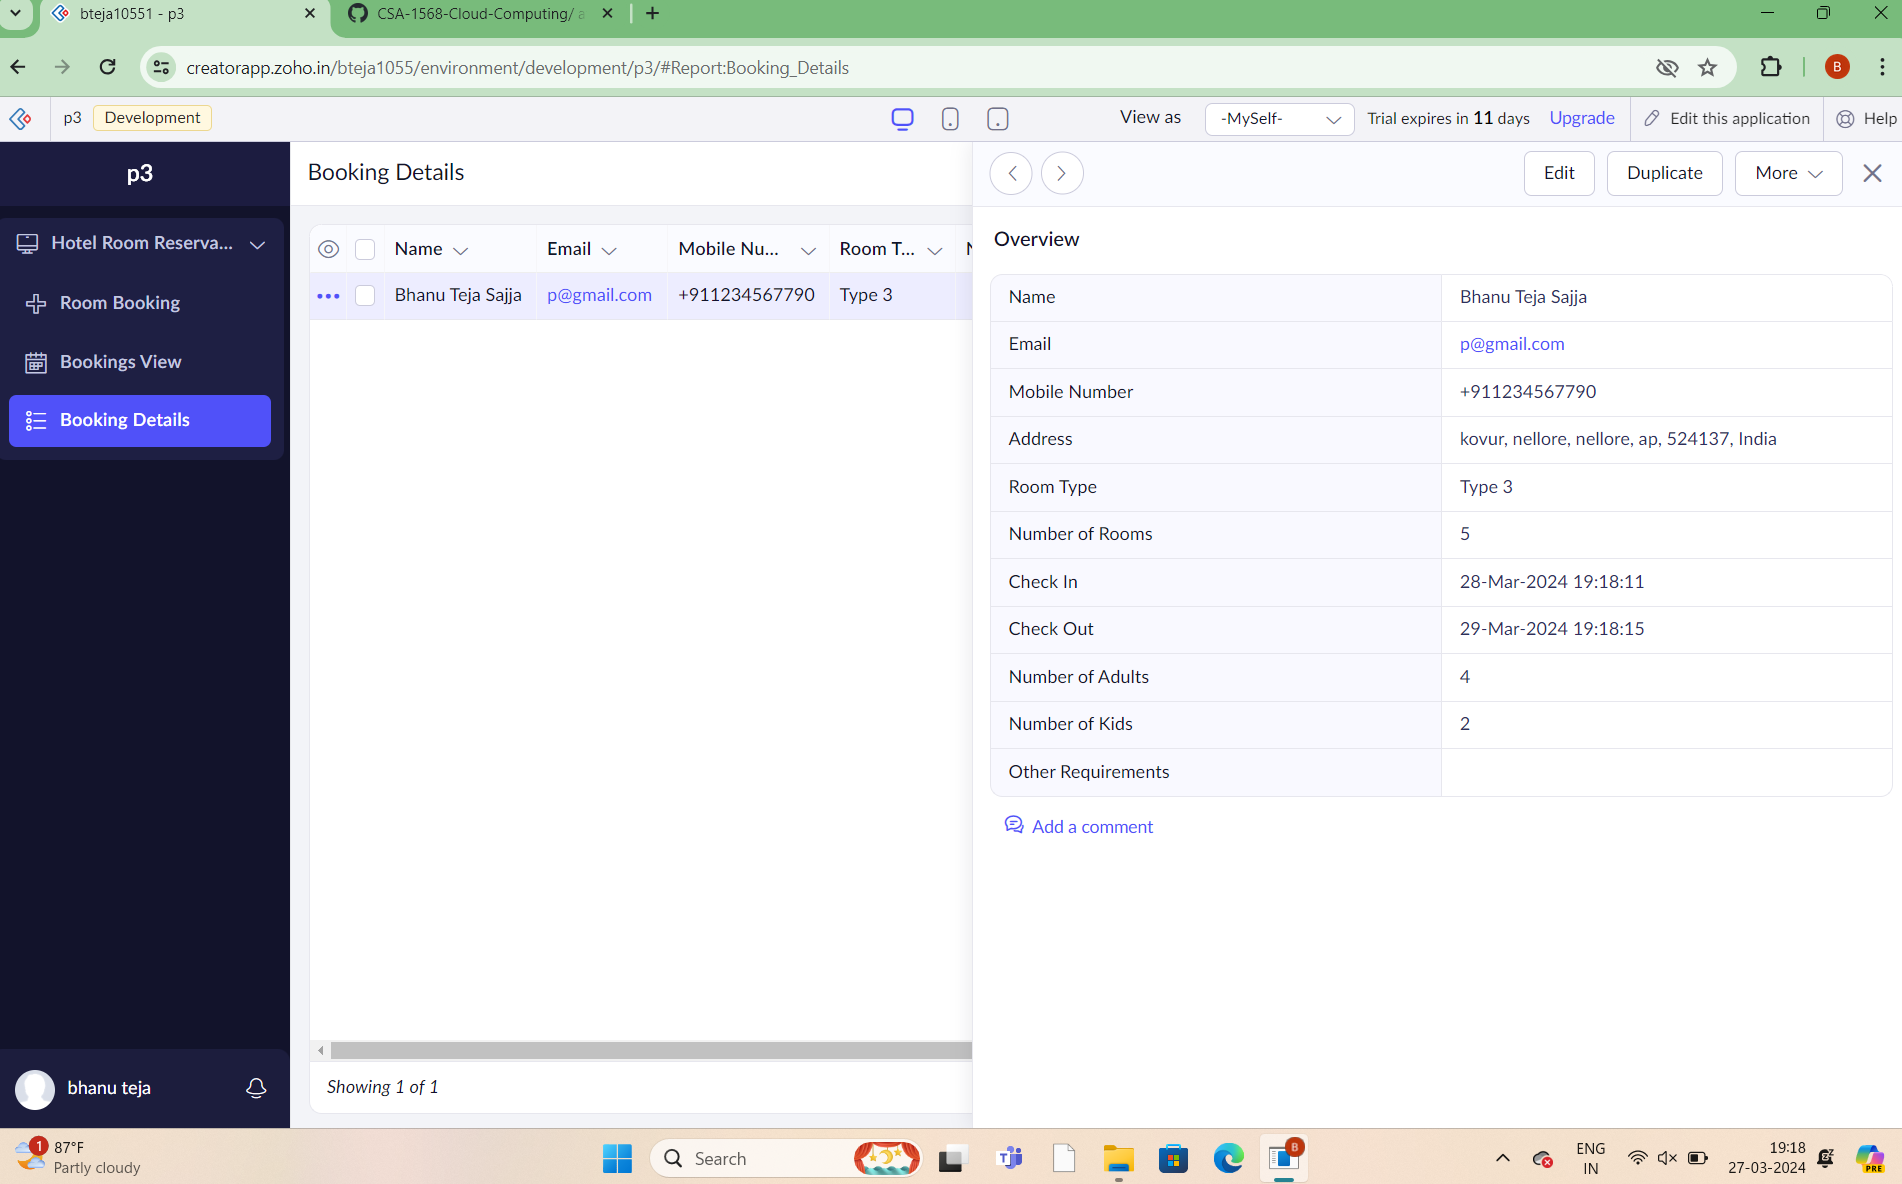 bteja10551 - p3
CSA-1568-Cloud-Computing/
creatorapp.zoho.in/bteja1055/environment/development/p3/#Report:Booking_Details
B
p3
Development
View as
-MySelf-
Trial expires in 11 days
Upgrade
Edit this application
Help
p3
Hotel Room Reserva...
Room Booking
Bookings View
Booking Details
bhanu teja
Booking Details
Name
Email
Mobile Nu...
Room T...
Bhanu Teja Sajja
p@gmail.com
+911234567790
Type 3
Showing 1 of 1
Edit
Duplicate
More
Overview
Name
Bhanu Teja Sajja
Email
p@gmail.com
Mobile Number
+911234567790
Address
kovur, nellore, nellore, ap, 524137, India
Room Type
Type 3
Number of Rooms
5
Check In
28-Mar-2024 19:18:11
Check Out
29-Mar-2024 19:18:15
Number of Adults
4
Number of Kids
2
Other Requirements
Add a comment
1
87°F
Partly cloudy
Search
B
ENG
IN
19:18
27-03-2024
PRE